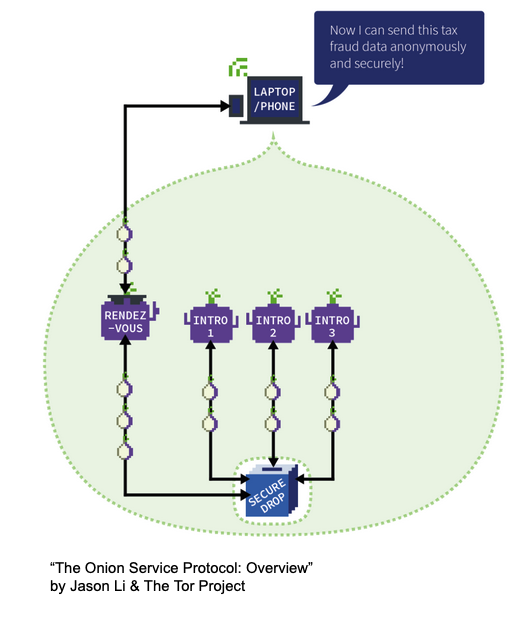 Now I can send this tax
fraud data anonymously
and securely!
LAPTOP
/PHONE
RENDEZ
-VOUS
INTRO
1
INTRO
2
INTRO
3
SECURE
DROP
“The Onion Service Protocol: Overview”
by Jason Li & The Tor Project